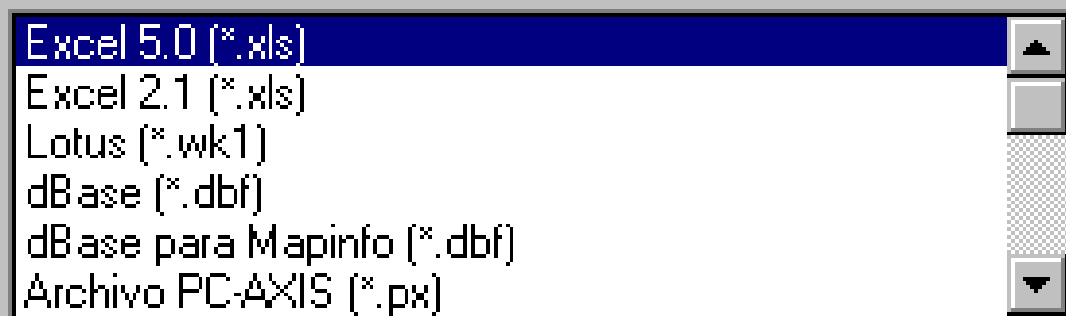 Excel 5.0 (*.xls)
Excel 2.1 (*.xls)
Lotus (*.wk1)
dBase (*.dbf)
dBase para Mapinfo (*.dbf)
Archivo PC-AXIS (*.px)